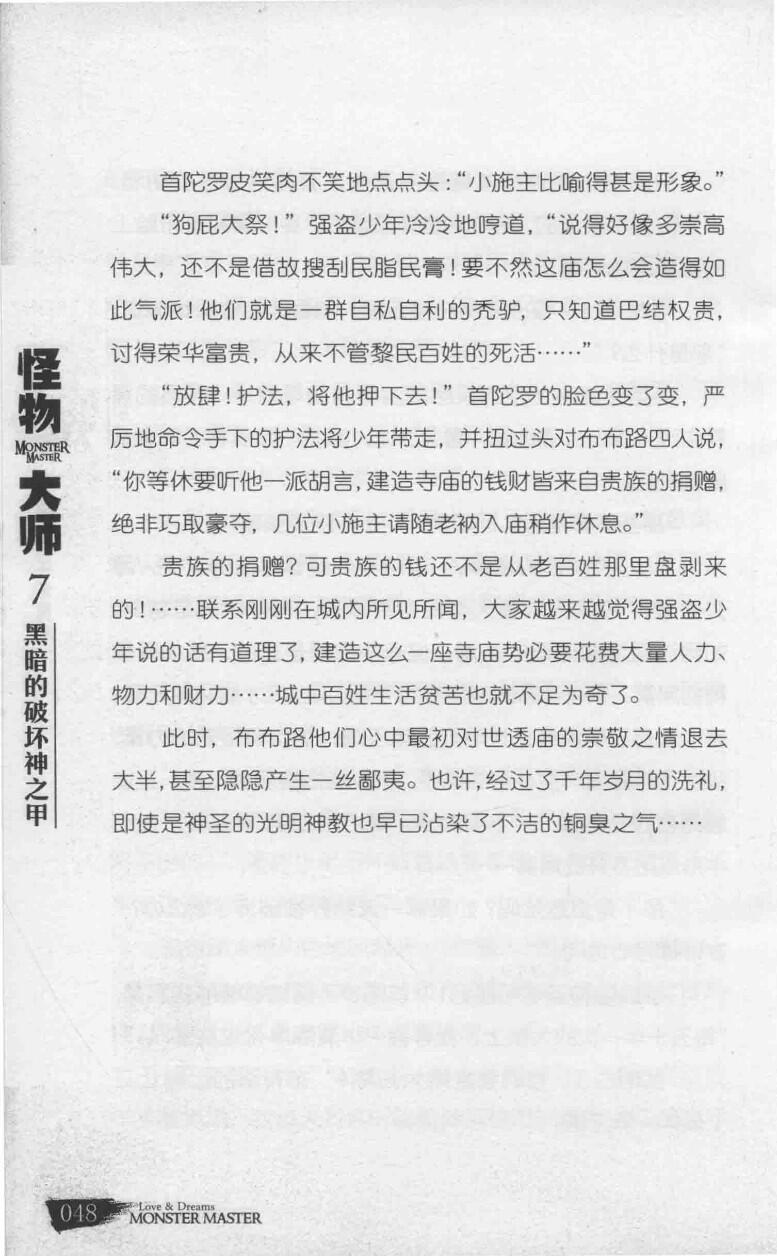 首陀罗皮笑肉不笑地点点头：“小施主比喻得甚是形象。”
“狗屁大祭！”强盗少年冷冷地哼道，“说得好像多崇高
伟大，还不是借故搜刮民脂民膏！要不然这庙怎么会造得如
此气派！他们就是一群自私自利的秃驴，只知道巴结权贵，
讨得荣华富贵，从来不管黎民百姓的死活……”
“放肆！护法，将他押下去！”首陀罗的脸色变了变，严
厉地命令手下的护法将少年带走，并扭过头对布布路四人说，
“你等休要听他一派胡言，建造寺庙的钱财皆来自贵族的捐赠，
绝非巧取豪夺，几位小施主请随老衲入庙稍作休息。”
贵族的捐赠？可贵族的钱还不是从老百姓那里盘剥来
的！……联系刚刚在城内所见所闻，大家越来越觉得强盗少
年说的话有道理了，建造这么一座寺庙势必要花费大量人力、
物力和财力……城中百姓生活贫苦也就不足为奇了。
此时，布布路他们心中最初对世透庙的崇敬之情退去
大半，甚至隐隐产生一丝鄙夷。也许，经过了千年岁月的洗礼，
即使是神圣的光明神教也早已沾染了不洁的铜臭之气……
怪物
MONSTER
MASTER
大师
7
黑暗的破坏神之甲
048
Love & Dreams
MONSTER MASTER